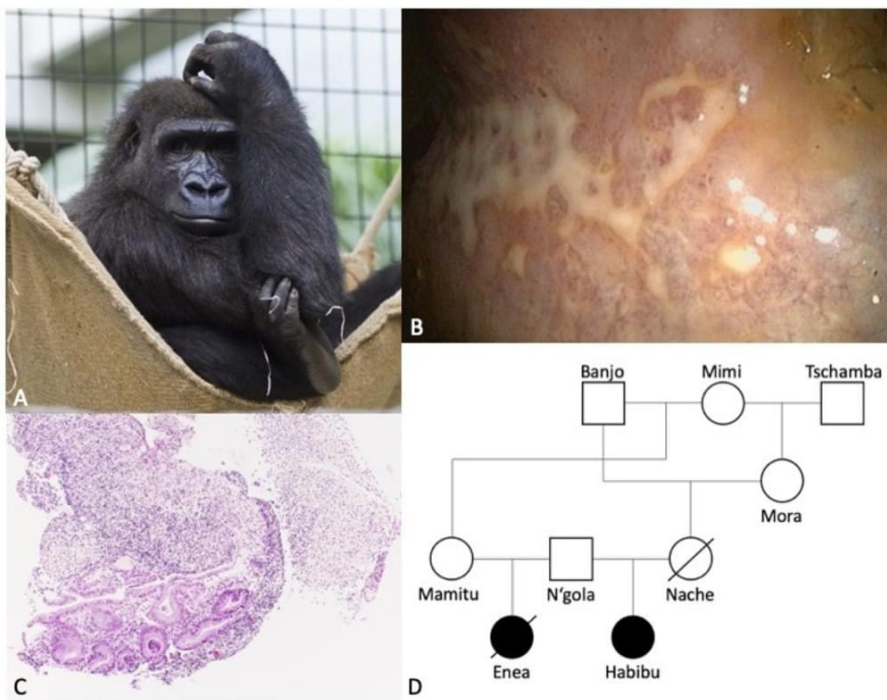 A
B
C
Banjo Mimi Tschamba
Mora
Mamitu N'gola Nache
Enea Habibu
D